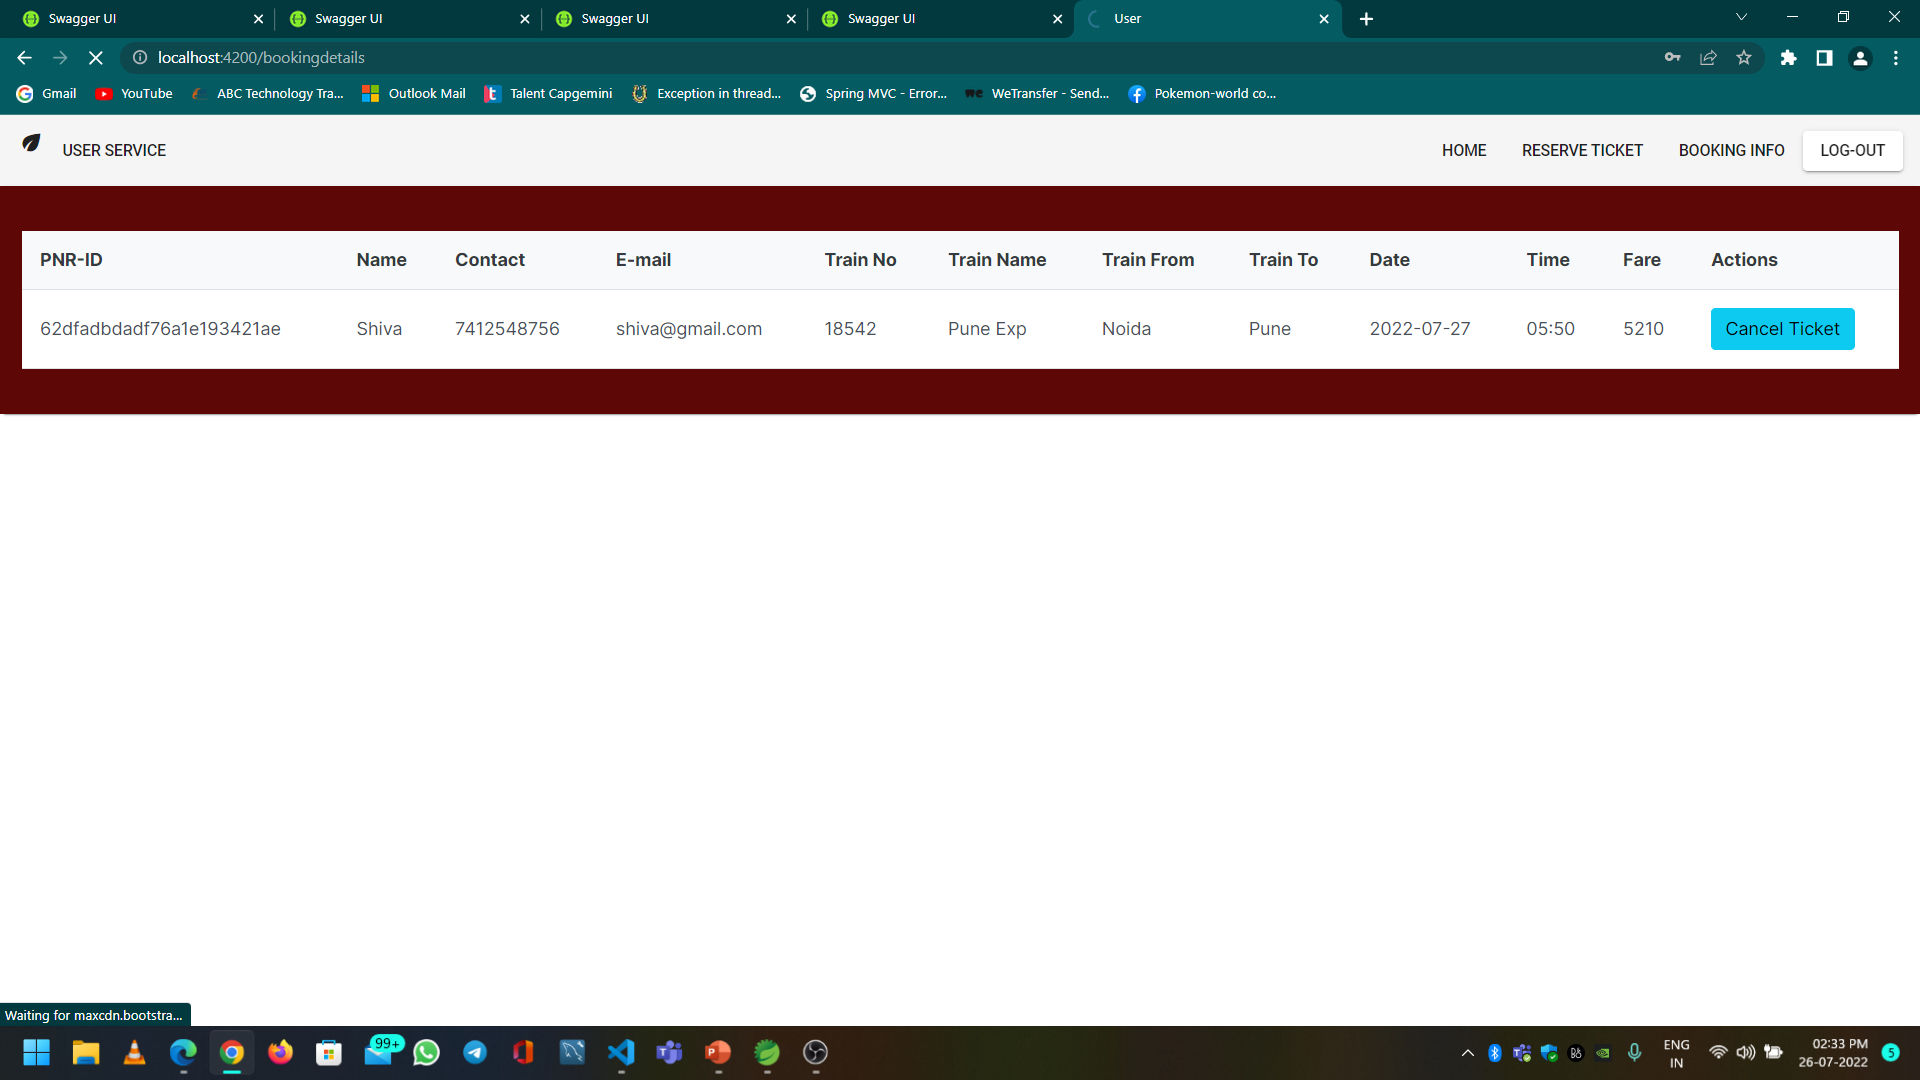 Swagger UI Swagger UI Swagger UI Swagger UI User
localhost:4200/bookingdetails
Gmail YouTube ABC Technology Tra... Outlook Mail Talent Capgemini Exception in thread... Spring MVC - Error... WeTransfer - Send... Pokemon-world co...
USER SERVICE HOME RESERVE TICKET BOOKING INFO LOG-OUT
PNR-ID Name Contact E-mail Train No Train Name Train From Train To Date Time Fare Actions
62dfadbdadf76a1e193421ae Shiva 7412548756 shiva@gmail.com 18542 Pune Exp Noida Pune 2022-07-27 05:50 5210 Cancel Ticket
Waiting for maxcdn.bootstra...
99+
ENG 02:33 PM
IN 26-07-2022 5